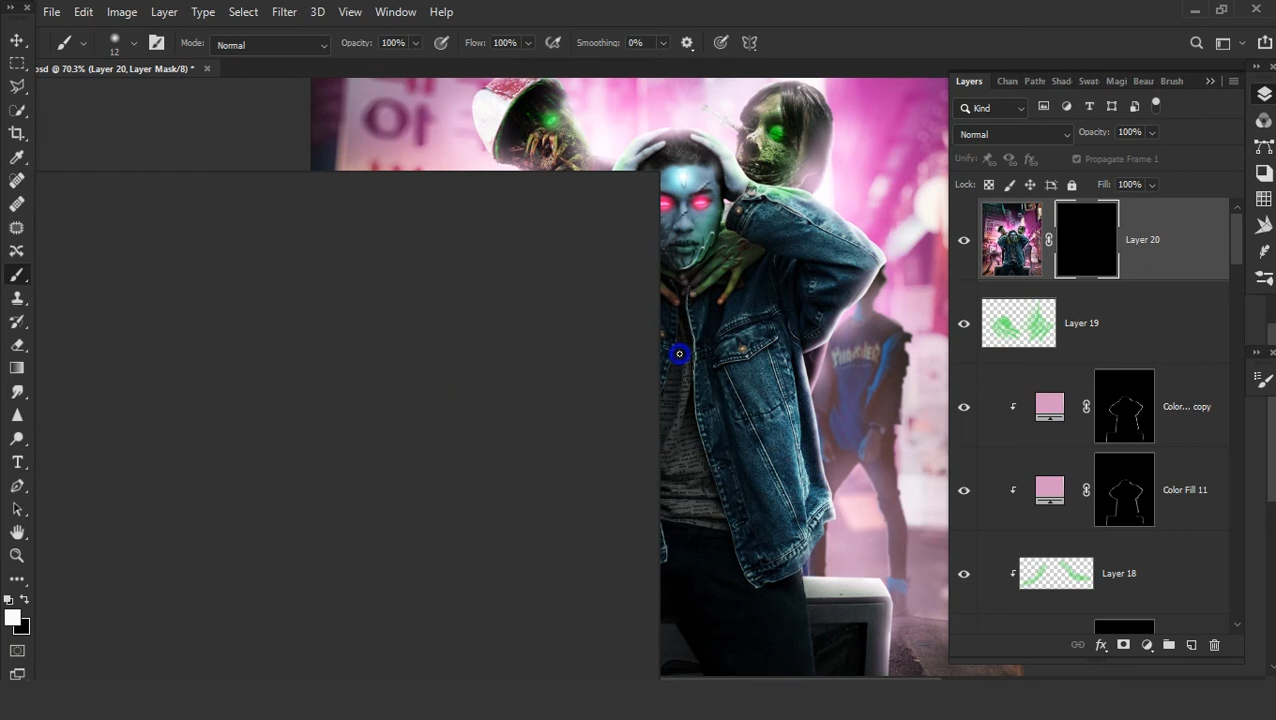 File Edit Image Layer Type Select Filter 3D View Window Help
12 Mode: Normal Opacity: 100% Flow: 100% Smoothing: 0%
psd @ 70.3% (Layer 20, Layer Mask/8) * ×
Layers Chan Paths Shad Swat Magi Beau Brush
Kind
Normal Opacity: 100%
Unify: Propagate Frame 1
Lock: Fill: 100%
Layer 20
Layer 19
Color... copy
Color Fill 11
Layer 18
fx